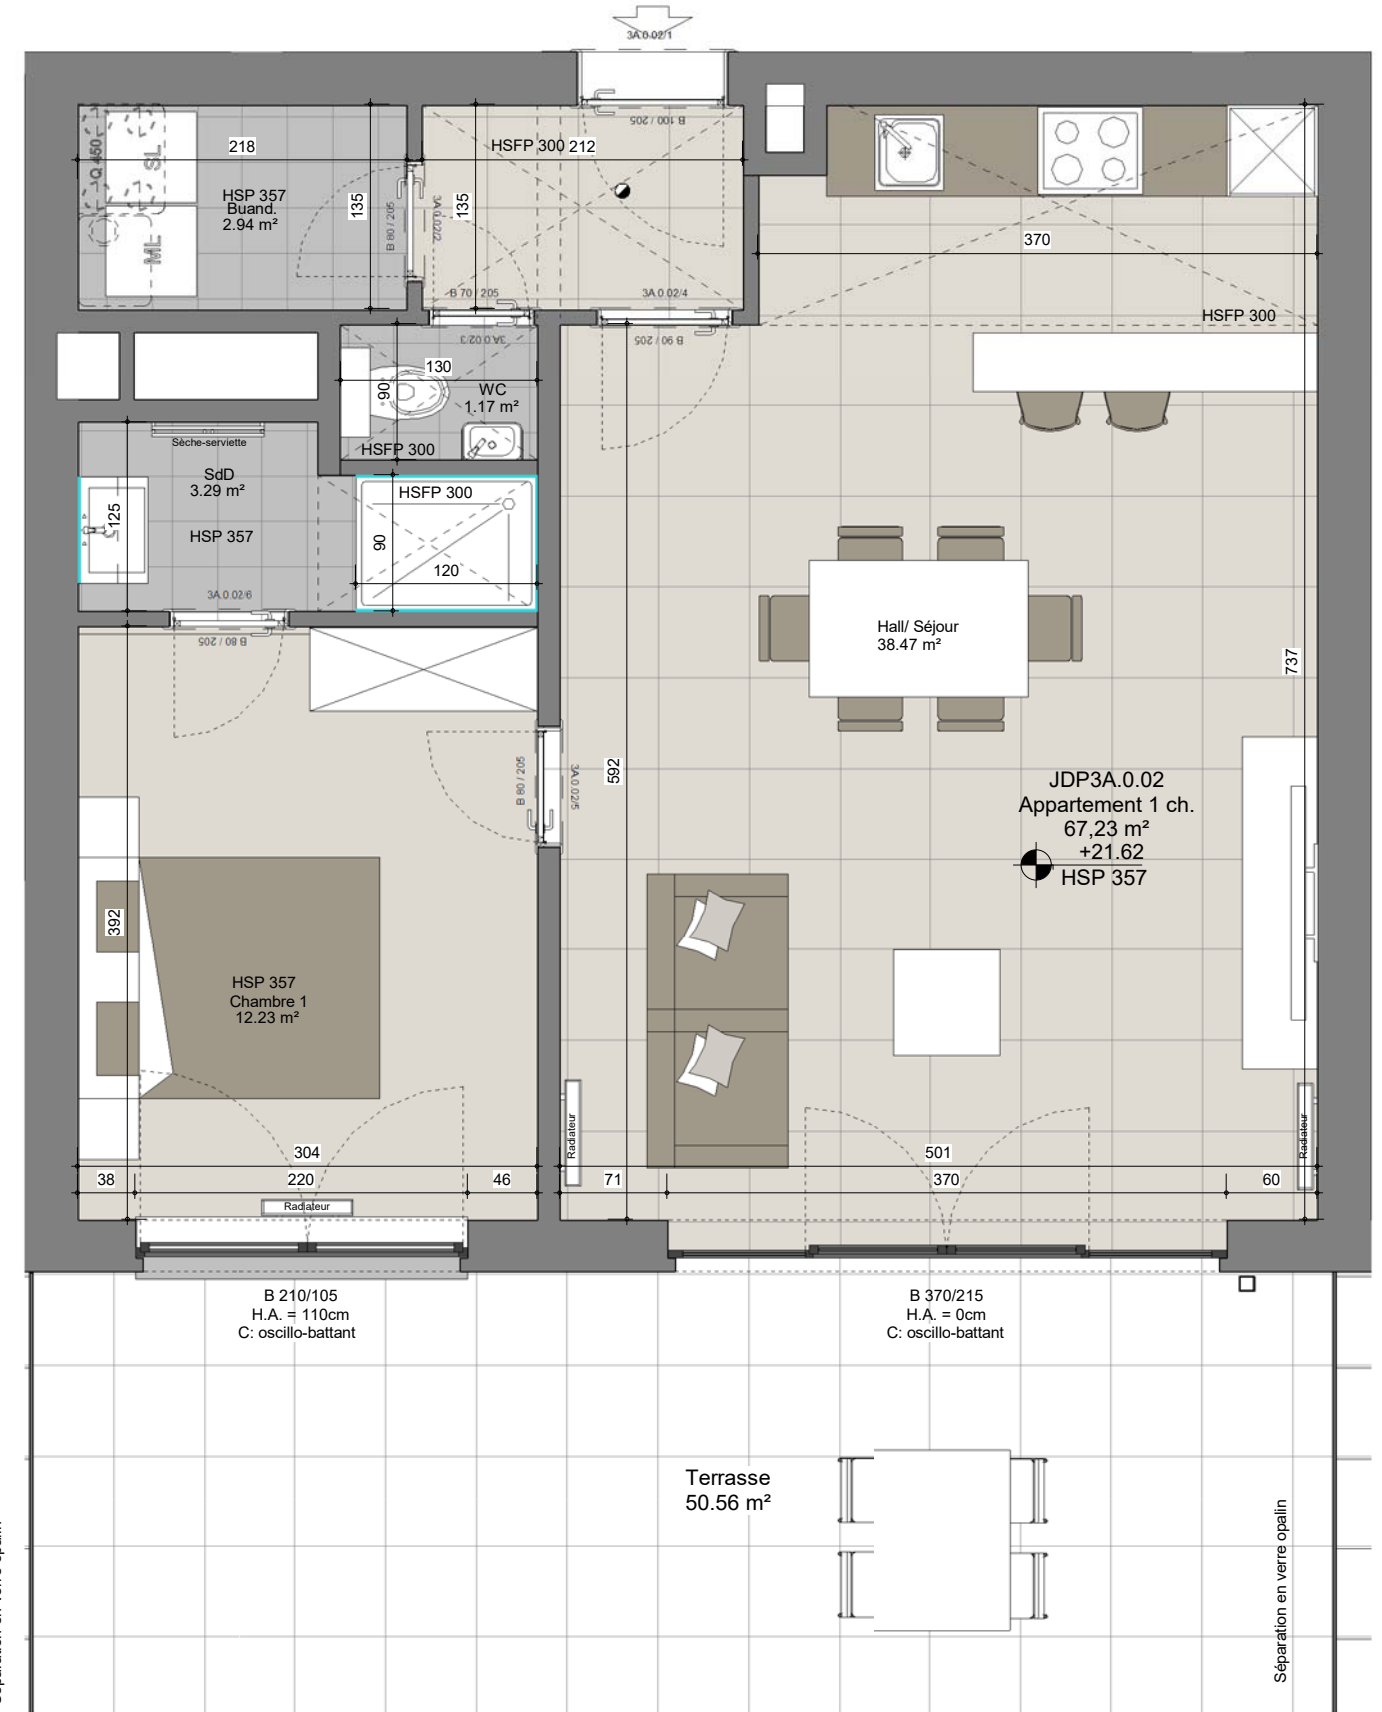 3A.0.02/1
B 100 / 205
HSFP 300 212
218
Q 450
SL
ML
HSP 357
Buand.
2.94 m²
135
B 80 / 205
3A.0.02/2
135
370
HSFP 300
B 70 / 205
3A.0.02/3
3A.0.02/4
B 90 / 205
130
90
WC
1.17 m²
HSFP 300
Sèche-serviette
SdD
3.29 m²
HSP 357
125
HSFP 300
90
120
3A.0.02/6
B 80 / 205
Hall/ Séjour
38.47 m²
737
592
B 80 / 205
3A.0.02/5
JDP3A.0.02
Appartement 1 ch.
67,23 m²
+21.62
HSP 357
392
HSP 357
Chambre 1
12.23 m²
Radiateur
Radiateur
304
501
38
220
46
71
370
60
Radiateur
B 210/105
H.A. = 110cm
C: oscillo-battant
B 370/215
H.A. = 0cm
C: oscillo-battant
Terrasse
50.56 m²
Séparation en verre opalin